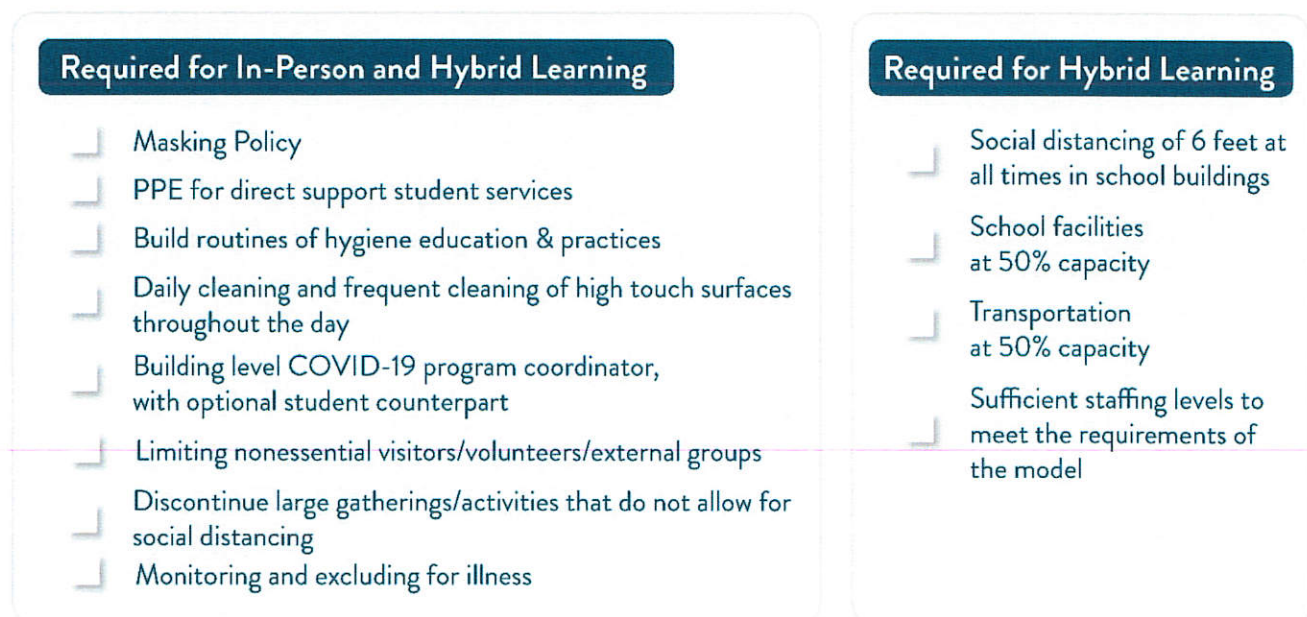 Required for In-Person and Hybrid Learning
Masking Policy
PPE for direct support student services
Build routines of hygiene education & practices
Daily cleaning and frequent cleaning of high touch surfaces
throughout the day
Building level COVID-19 program coordinator,
with optional student counterpart
Limiting nonessential visitors/volunteers/external groups
Discontinue large gatherings/activities that do not allow for
social distancing
Monitoring and excluding for illness
Required for Hybrid Learning
Social distancing of 6 feet at
all times in school buildings
School facilities
at 50% capacity
Transportation
at 50% capacity
Sufficient staffing levels to
meet the requirements of
the model